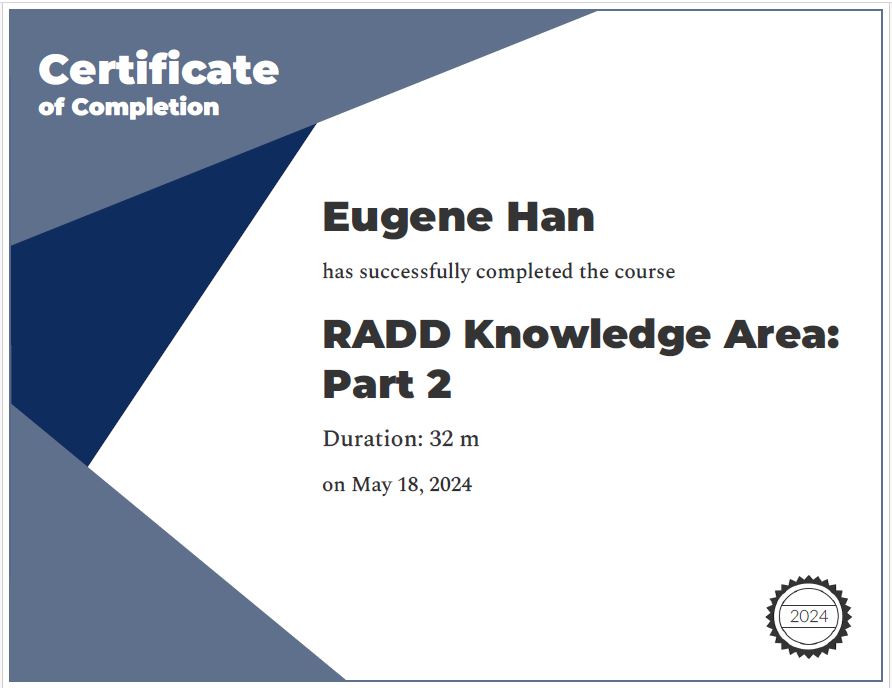 Certificate
of Completion
Eugene Han
has successfully completed the course
RADD Knowledge Area:
Part 2
Duration: 32 m
on May 18, 2024
2024